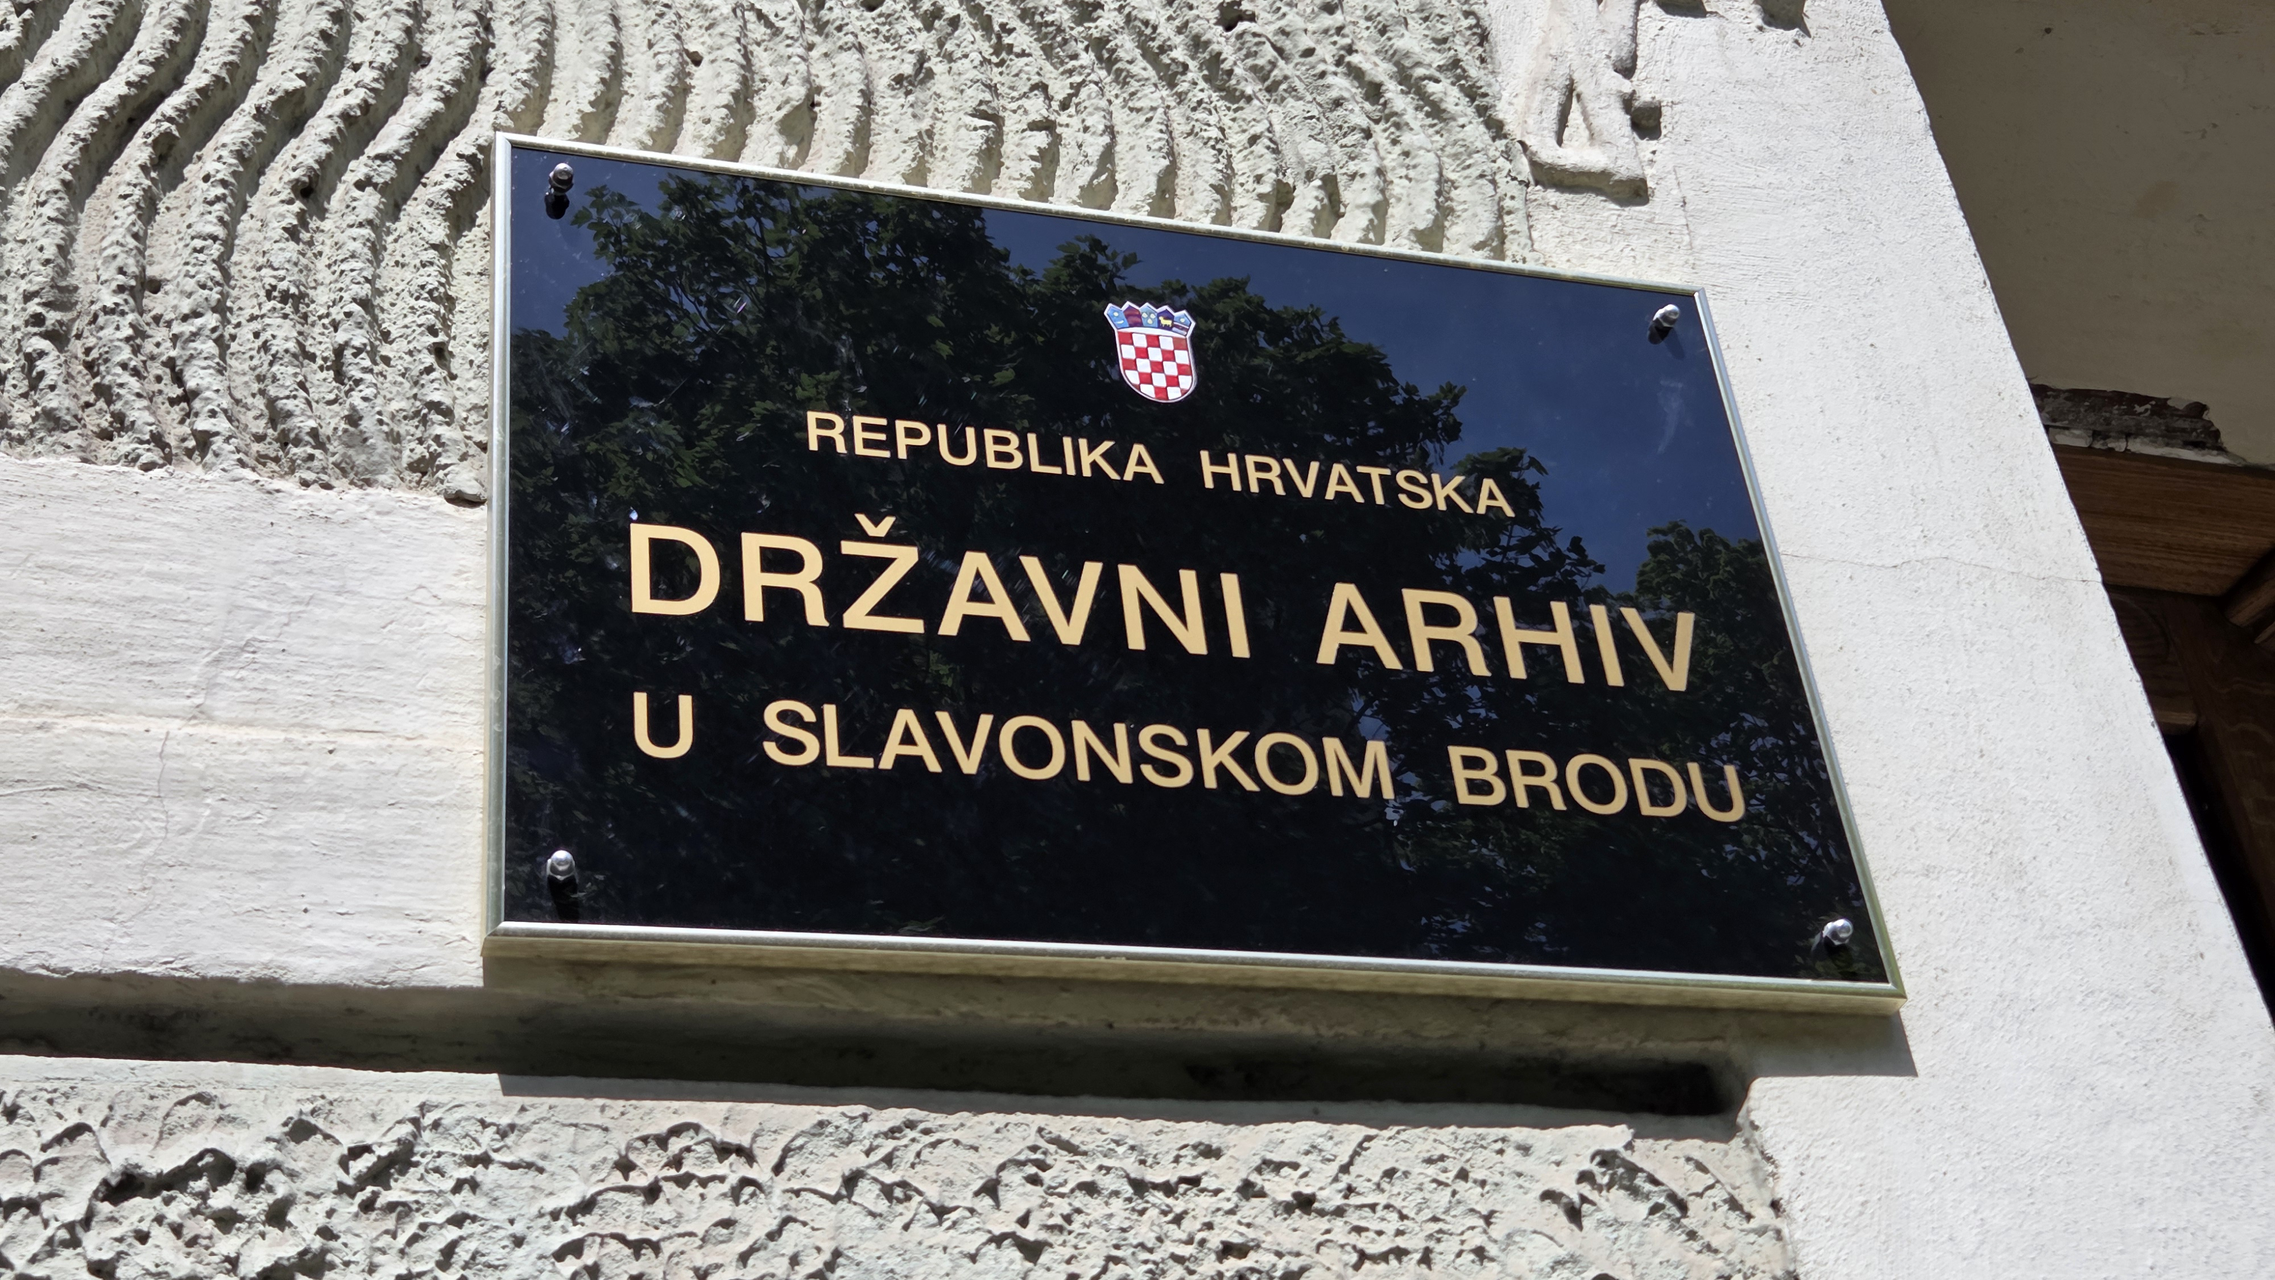 REPUBLIKA HRVATSKA
DRŽAVNI ARHIV
U SLAVONSKOM BRODU